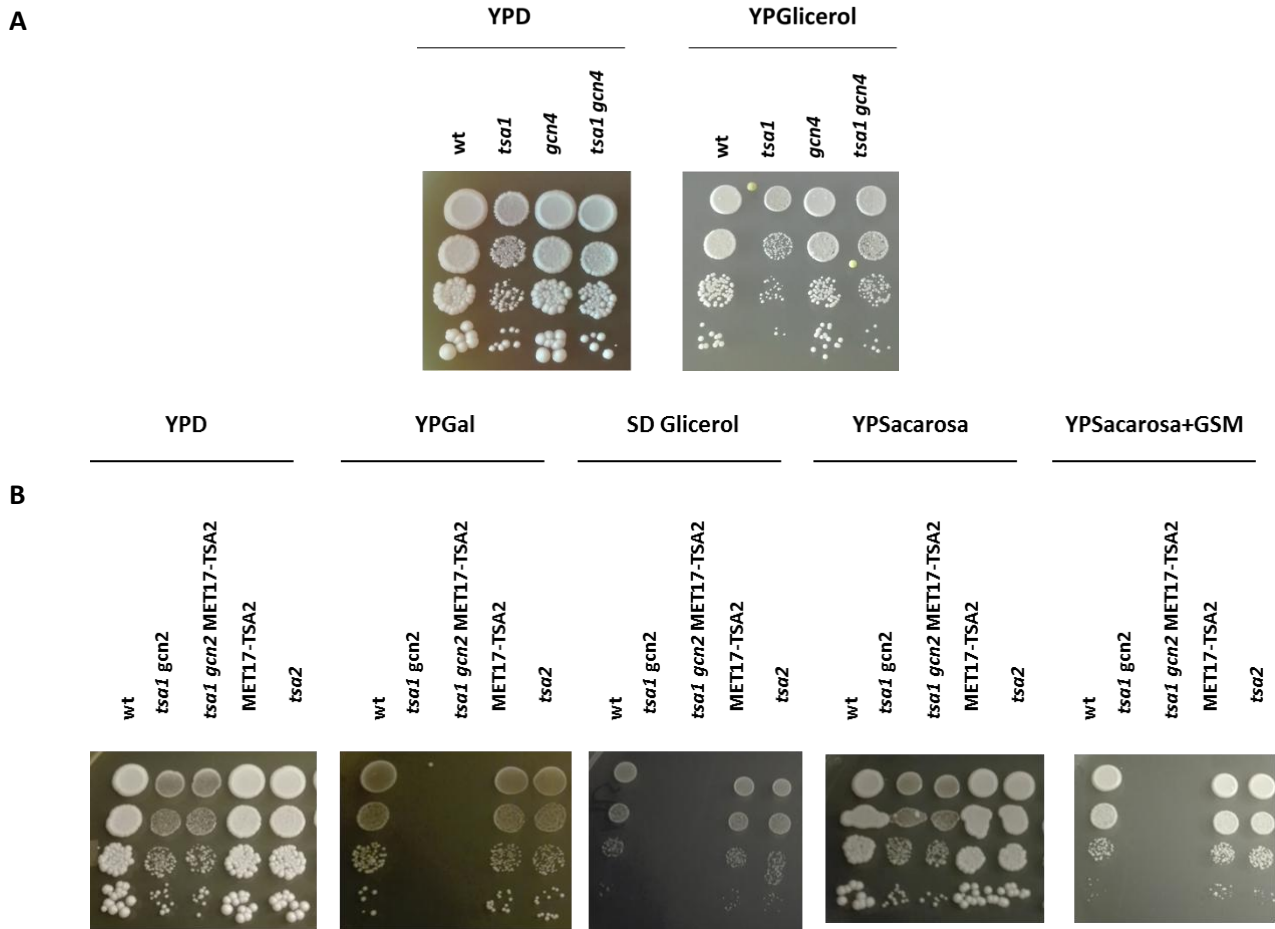 A
YPD
YPGlicerol
wt
tsa1
gcn4
tsa1 gcn4
wt
tsa1
gcn4
tsa1 gcn4
YPD
YPGal
SD Glicerol
YPSacarosa
YPSacarosa+GSM
B
wt
tsa1 gcn2
tsa1 gcn2 MET17-TSA2
MET17-TSA2
tsa2
wt
tsa1 gcn2
tsa1 gcn2 MET17-TSA2
MET17-TSA2
tsa2
wt
tsa1 gcn2
tsa1 gcn2 MET17-TSA2
MET17-TSA2
tsa2
wt
tsa1 gcn2
tsa1 gcn2 MET17-TSA2
MET17-TSA2
tsa2
wt
tsa1 gcn2
tsa1 gcn2 MET17-TSA2
MET17-TSA2
tsa2